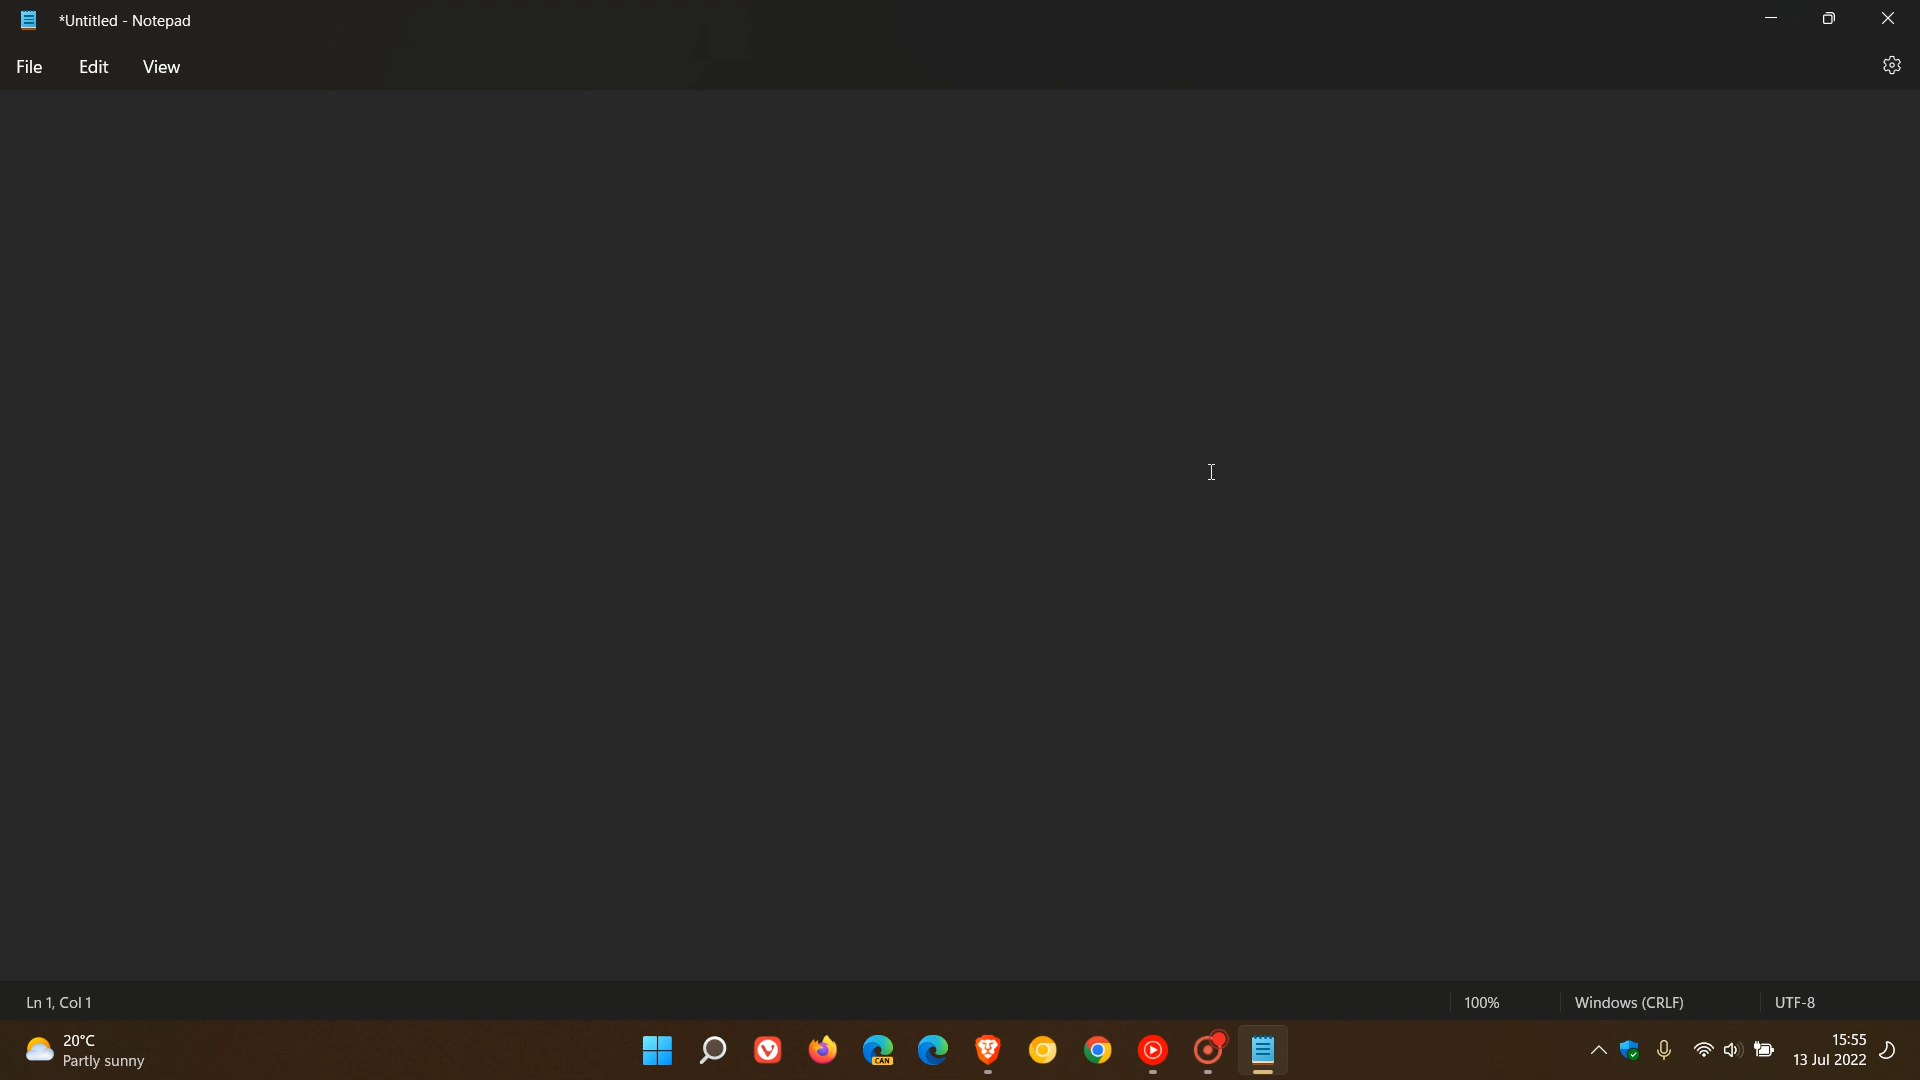 *Untitled - Notepad
File Edit View
Ln 1, Col 1 100% Windows (CRLF) UTF-8
20°C
Partly sunny
CAN
15:55
13 Jul 2022